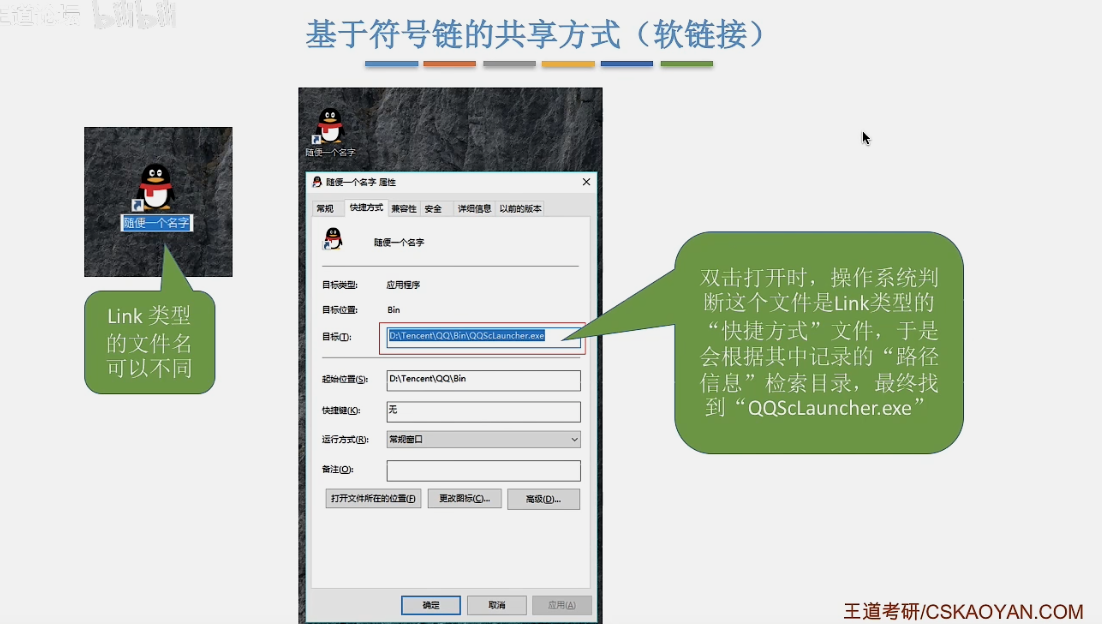 bilibili
基于符号链的共享方式（软链接）
随便一个名字
Link 类型
的文件名
可以不同
随便一个名字
随便一个名字 属性
常规 快捷方式 兼容性 安全 详细信息 以前的版本
随便一个名字
目标类型: 应用程序
目标位置: Bin
目标(T): D:\Tencent\QQ\Bin\QQScLauncher.exe
起始位置(S): D:\Tencent\QQ\Bin
快捷键(K): 无
运行方式(R): 常规窗口
备注(O):
打开文件所在的位置(F) 更改图标(C)... 高级(D)...
确定 取消 应用(A)
双击打开时，操作系统判
断这个文件是Link类型的
“快捷方式”文件，于是
会根据其中记录的“路径
信息”检索目录，最终找
到“QQScLauncher.exe”
王道考研/CSKAOYAN.COM